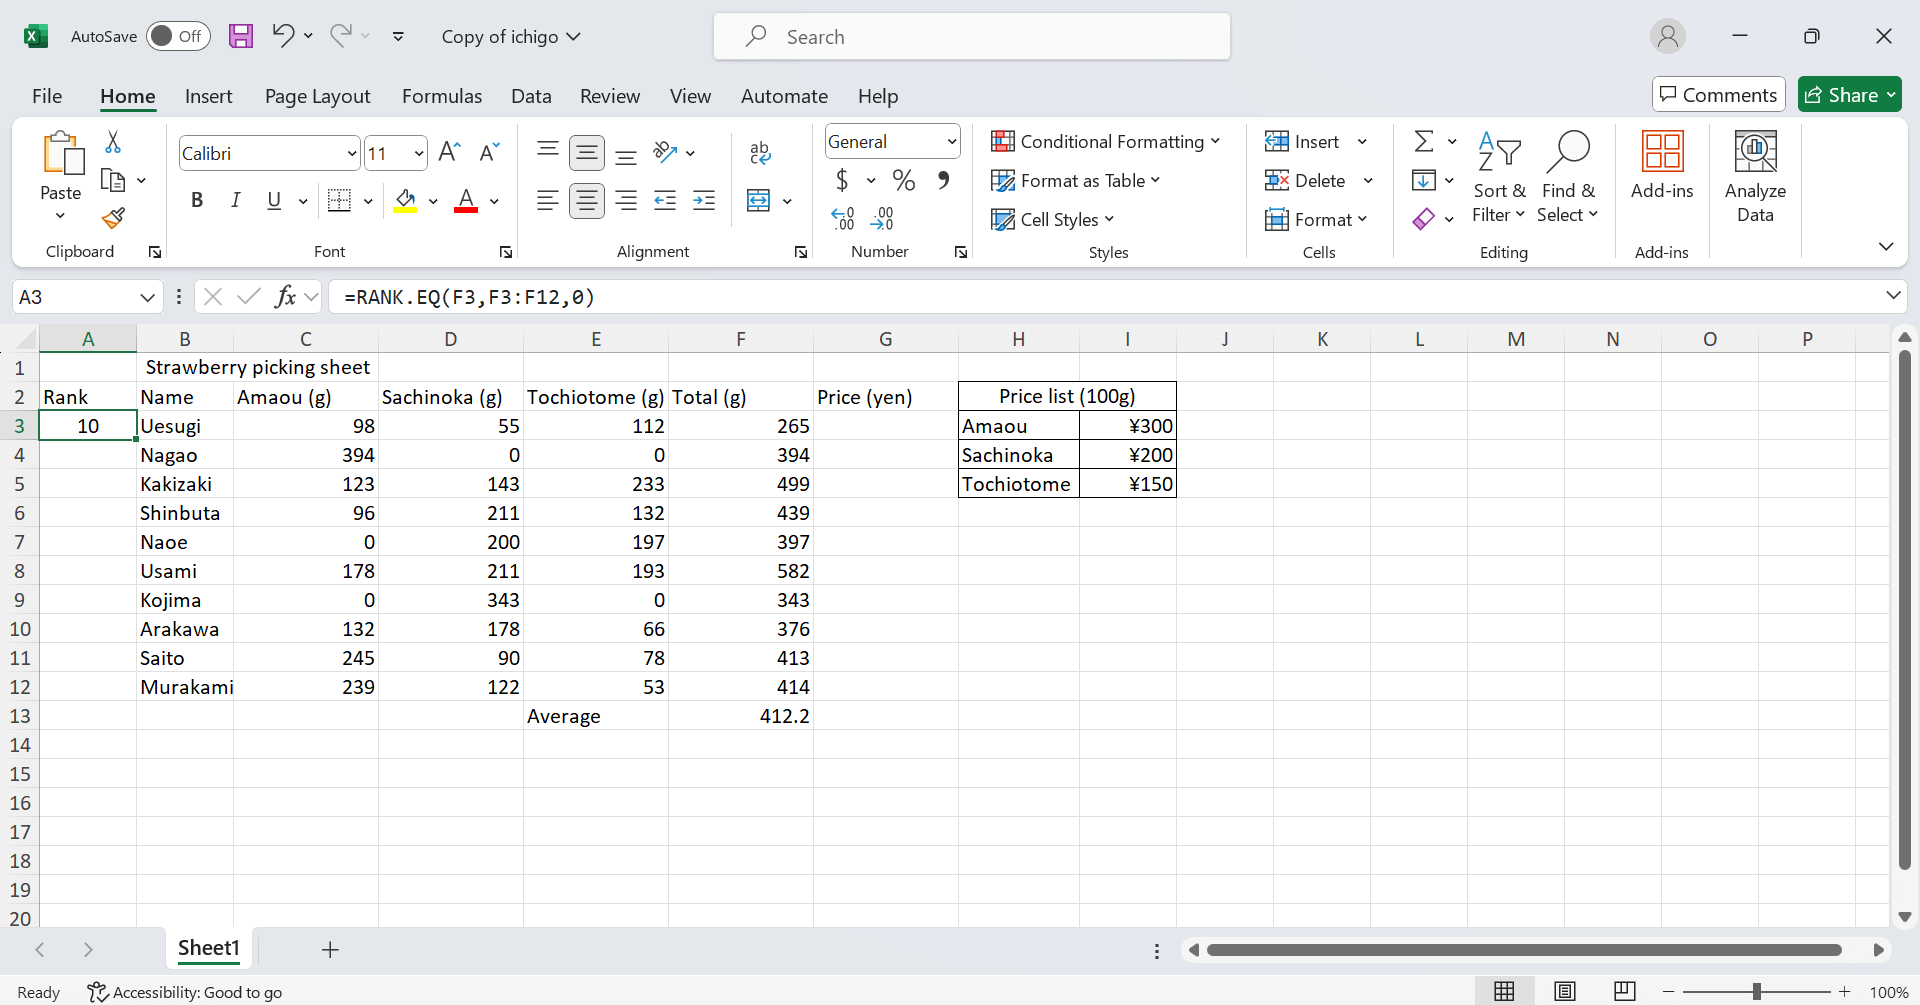 AutoSave Off Copy of ichigo Search
File Home Insert Page Layout Formulas Data Review View Automate Help Comments Share
Paste
Clipboard
Calibri 11
B I U A
Font
ab
Alignment
General
$ % ,
Number
Conditional Formatting
Format as Table
Cell Styles
Styles
Insert
Delete
Format
Cells
Sort & Filter
Find & Select
Editing
Add-ins
Add-ins
Analyze Data
A3 fx =RANK.EQ(F3,F3:F12,0)
A B C D E F G H I J K L M N O P
1 Strawberry picking sheet
2 Rank Name Amaou (g) Sachinoka (g) Tochiotome (g) Total (g) Price (yen) Price list (100g)
3 10 Uesugi 98 55 112 265 Amaou ¥300
4 Nagao 394 0 0 394 Sachinoka ¥200
5 Kakizaki 123 143 233 499 Tochiotome ¥150
6 Shinbuta 96 211 132 439
7 Naoe 0 200 197 397
8 Usami 178 211 193 582
9 Kojima 0 343 0 343
10 Arakawa 132 178 66 376
11 Saito 245 90 78 413
12 Murakami 239 122 53 414
13 Average 412.2
14
15
16
17
18
19
20
Sheet1
Ready Accessibility: Good to go 100%